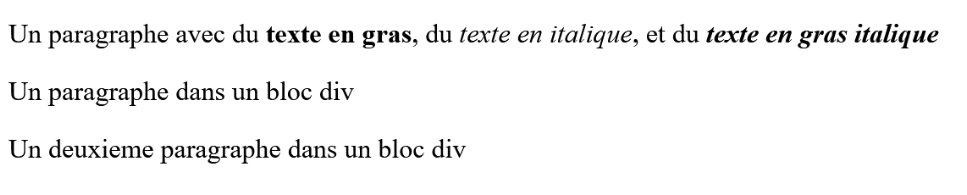 Un paragraphe avec du texte en gras, du texte en italique, et du texte en gras italique
Un paragraphe dans un bloc div
Un deuxieme paragraphe dans un bloc div